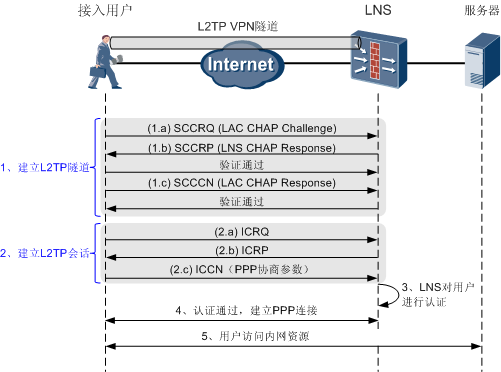 接入用户
LNS
服务器
L2TP VPN隧道
Internet
1、建立L2TP隧道
(1.a) SCCRQ (LAC CHAP Challenge)
(1.b) SCCRP (LNS CHAP Response)
验证通过
(1.c) SCCCN (LAC CHAP Response)
验证通过
2、建立L2TP会话
(2.a) ICRQ
(2.b) ICRP
(2.c) ICCN（PPP协商参数）
3、LNS对用户
进行认证
4、认证通过，建立PPP连接
5、用户访问内网资源